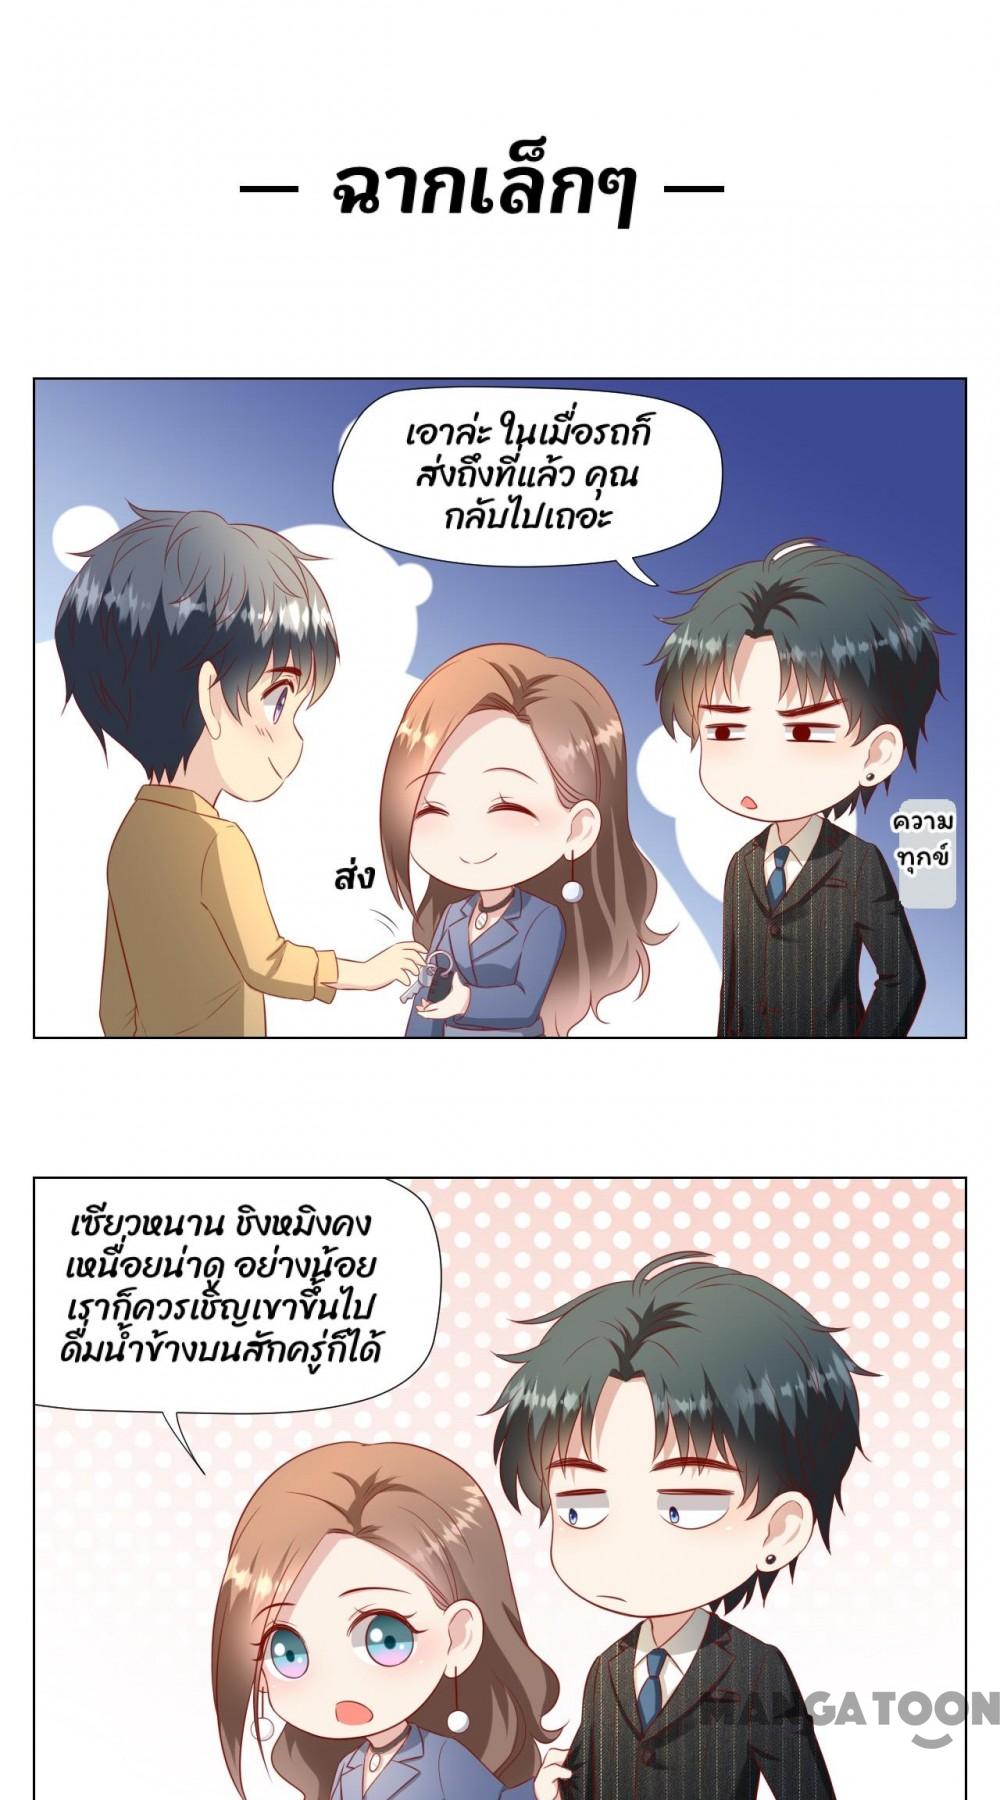 — ฉากเล็กๆ —
เอาล่ะ ในเมื่อรถก็
ส่งถึงที่แล้ว คุณ
กลับไปเถอะ
ส่ง
ความ
ทุกข์
เซียวหนาน ชิงหมิงคง
เหนื่อยน่าดู อย่างน้อย
เราก็ควรเชิญเขาขึ้นไป
ดื่มน้ำข้างบนสักครู่ก็ได้
MANGATOON